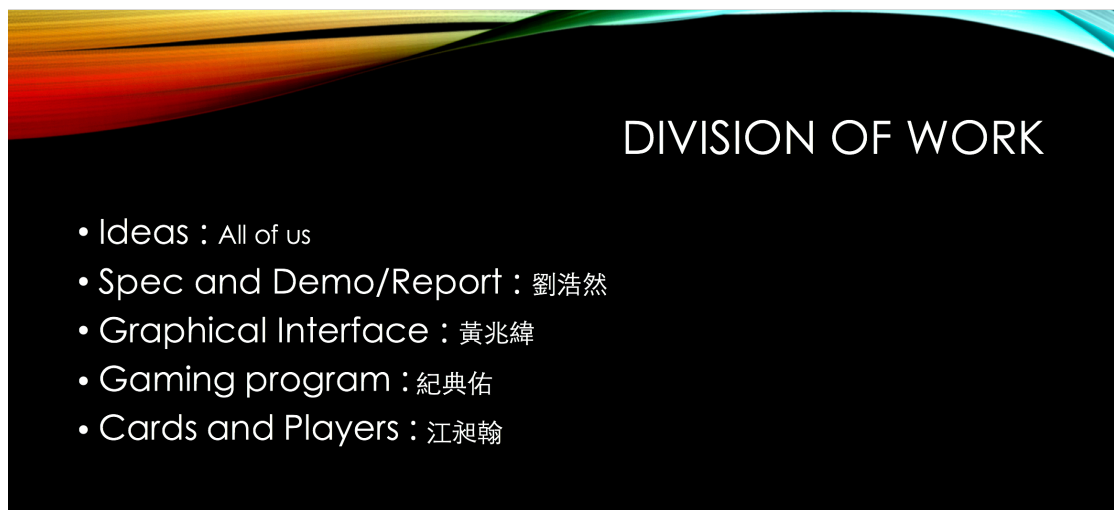 DIVISION OF WORK
• Ideas : All of us
• Spec and Demo/Report : 劉浩然
• Graphical Interface : 黃兆緯
• Gaming program : 紀典佑
• Cards and Players : 江昶翰